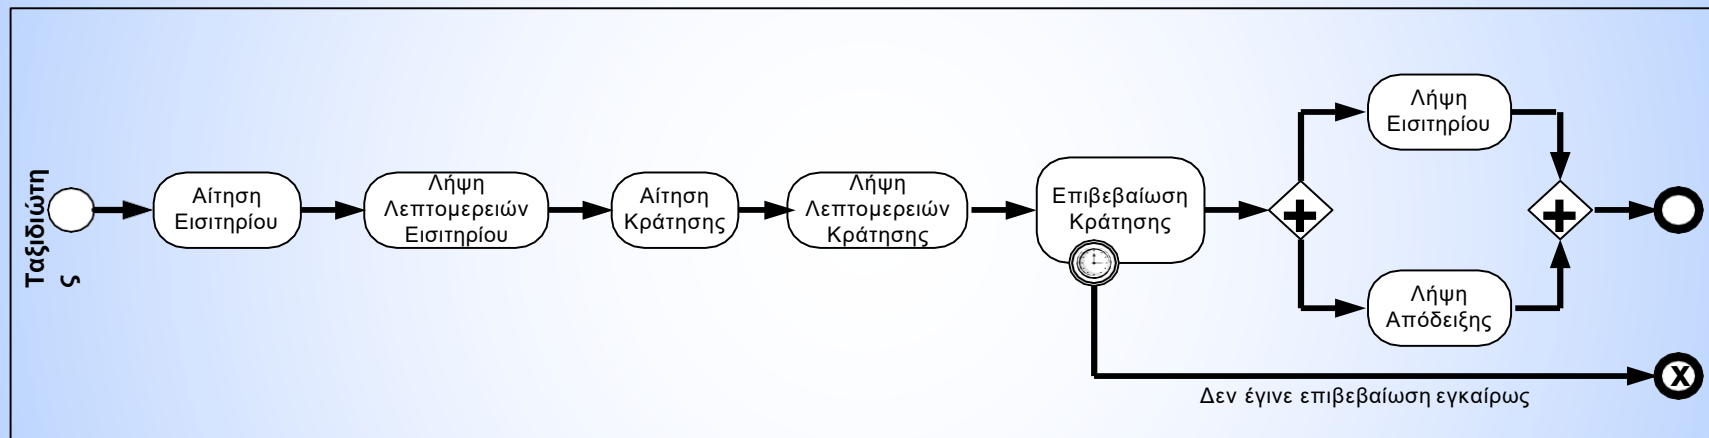 Ταξιδιώτη
ς
Αίτηση
Εισιτηρίου
Λήψη
Λεπτομερειών
Εισιτηρίου
Αίτηση
Κράτησης
Λήψη
Λεπτομερειών
Κράτησης
Επιβεβαίωση
Κράτησης
Λήψη
Εισιτηρίου
Λήψη
Απόδειξης
X
Δεν έγινε επιβεβαίωση εγκαίρως